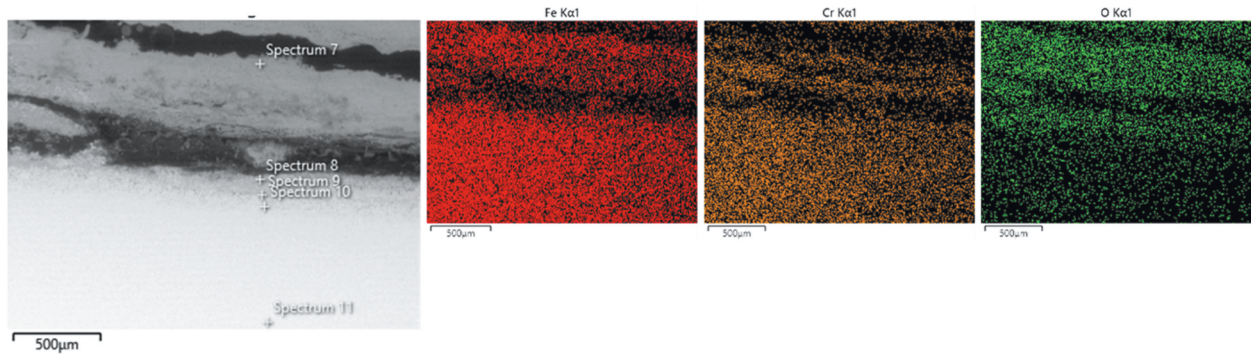 Fe Kα1
Cr Kα1
O Kα1
Spectrum 7
Spectrum 8
Spectrum 9
Spectrum 10
Spectrum 11
500μm
500μm
500μm
500μm